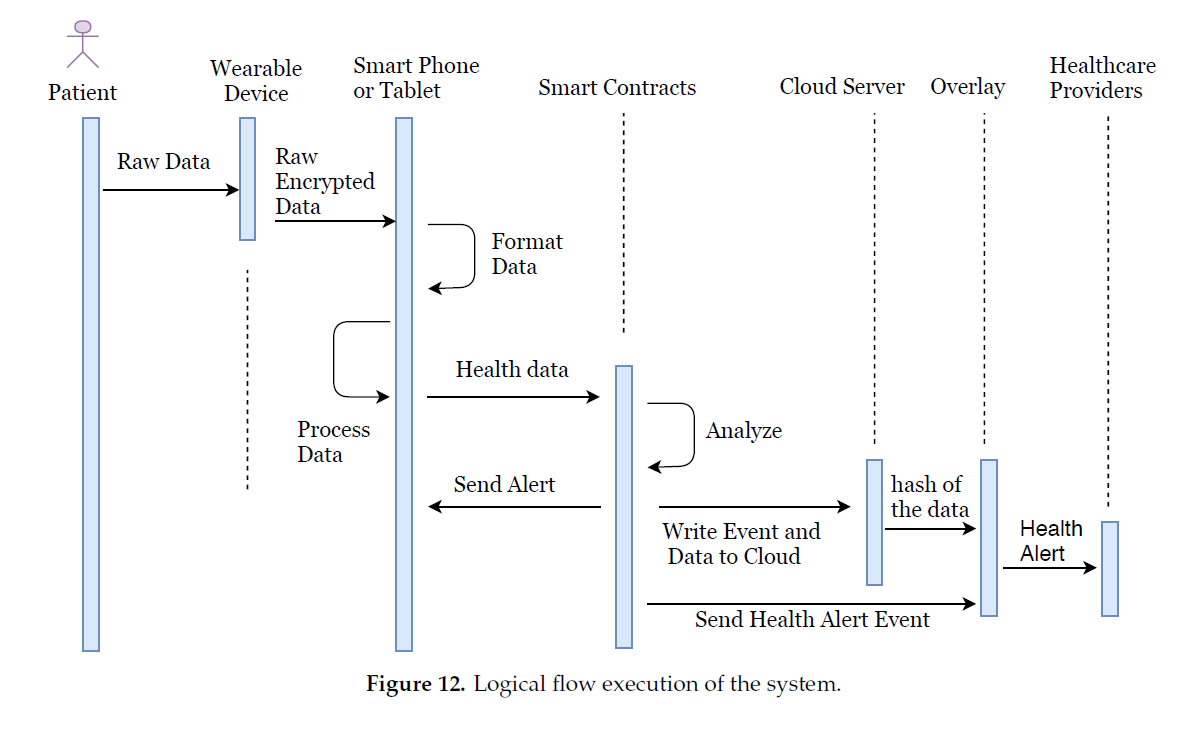 Patient
Wearable
Device
Smart Phone
or Tablet
Smart Contracts
Cloud Server
Overlay
Healthcare
Providers
Raw Data
Raw
Encrypted
Data
Format
Data
Health data
Process
Data
Analyze
Send Alert
Write Event and
Data to Cloud
hash of
the data
Health
Alert
Send Health Alert Event
Figure 12. Logical flow execution of the system.